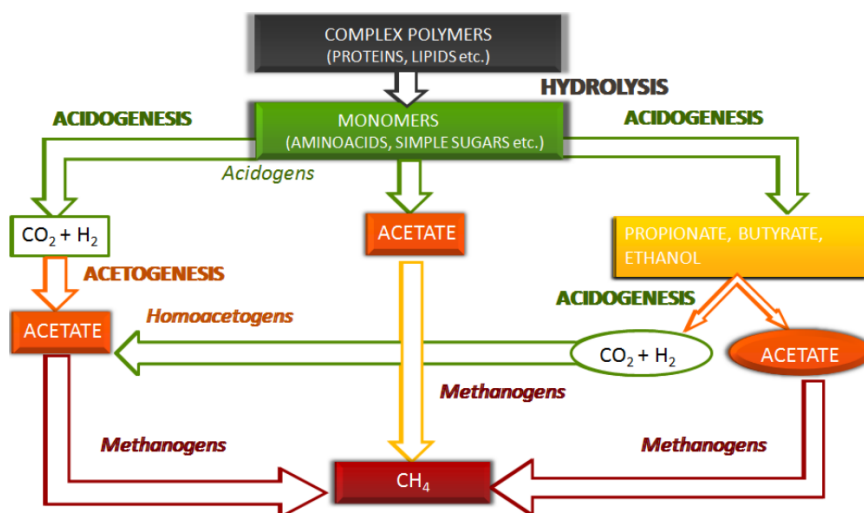 COMPLEX POLYMERS
(PROTEINS, LIPIDS etc.)
HYDROLYSIS
ACIDOGENESIS
MONOMERS
(AMINOACIDS, SIMPLE SUGARS etc.)
ACIDOGENESIS
Acidogens
CO₂ + H₂
ACETATE
PROPIONATE, BUTYRATE,
ETHANOL
ACETOGENESIS
ACIDOGENESIS
ACETATE
Homoacetogens
CO₂ + H₂
ACETATE
Methanogens
Methanogens
Methanogens
CH₄